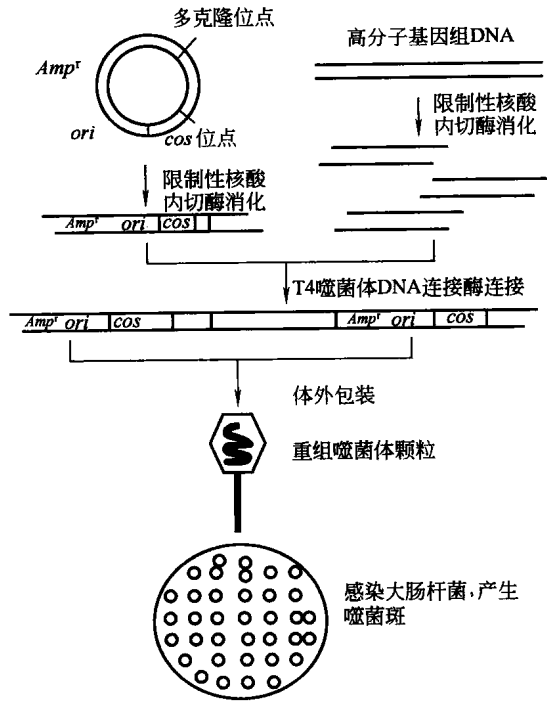 多克隆位点
高分子基因组DNA
Ampʳ
ori
cos位点
限制性核酸
内切酶消化
限制性核酸
内切酶消化
Ampʳ ori cos
T4噬菌体DNA连接酶连接
Ampʳ ori cos Ampʳ ori cos
体外包装
重组噬菌体颗粒
感染大肠杆菌,产生
噬菌斑